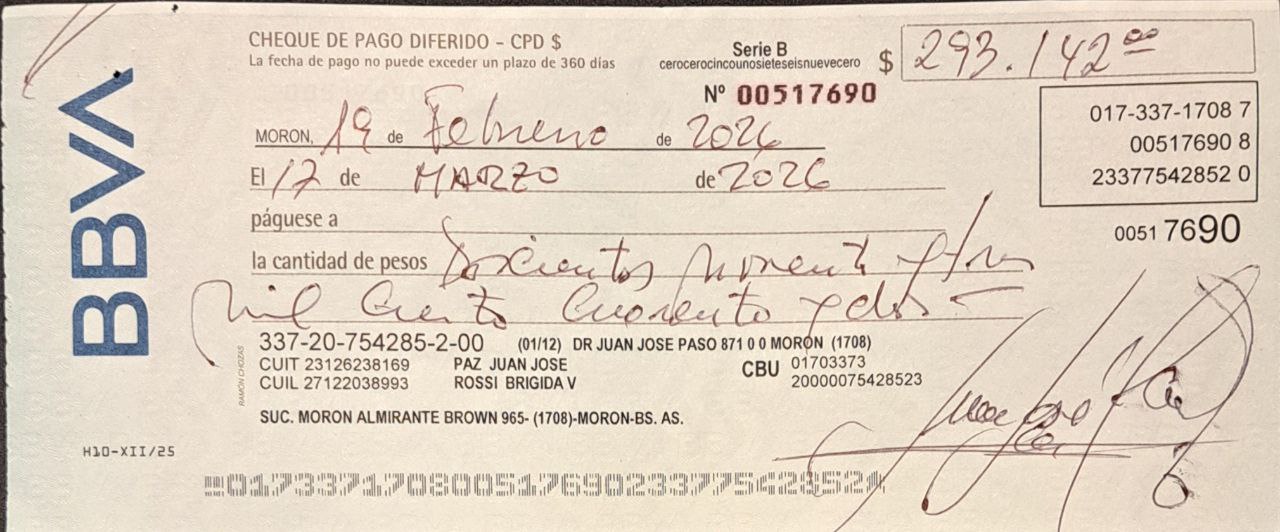 BBVA
CHEQUE DE PAGO DIFERIDO - CPD $
La fecha de pago no puede exceder un plazo de 360 días
Serie B
cerocerocincounosieteseisnuevecero
$ 293.142⁰⁰
Nº 00517690
017-337-1708 7
00517690 8
23377542852 0
MORON, 19 de Febrero de 2026
El 17 de MARZO de 2026
páguese a
0051 7690
la cantidad de pesos Doscientos noventa y tres
mil ciento cuarenta y dos
337-20-754285-2-00 (01/12) DR JUAN JOSE PASO 871 0 0 MORÓN (1708)
CUIT 23126238169 PAZ JUAN JOSE
CUIL 27122038993 ROSSI BRIGIDA V
CBU 01703373
20000075428523
RAMON CHOZAS
SUC. MORON ALMIRANTE BROWN 965- (1708)-MORON-BS. AS.
H10-XII/25
01733717080051769023377542852